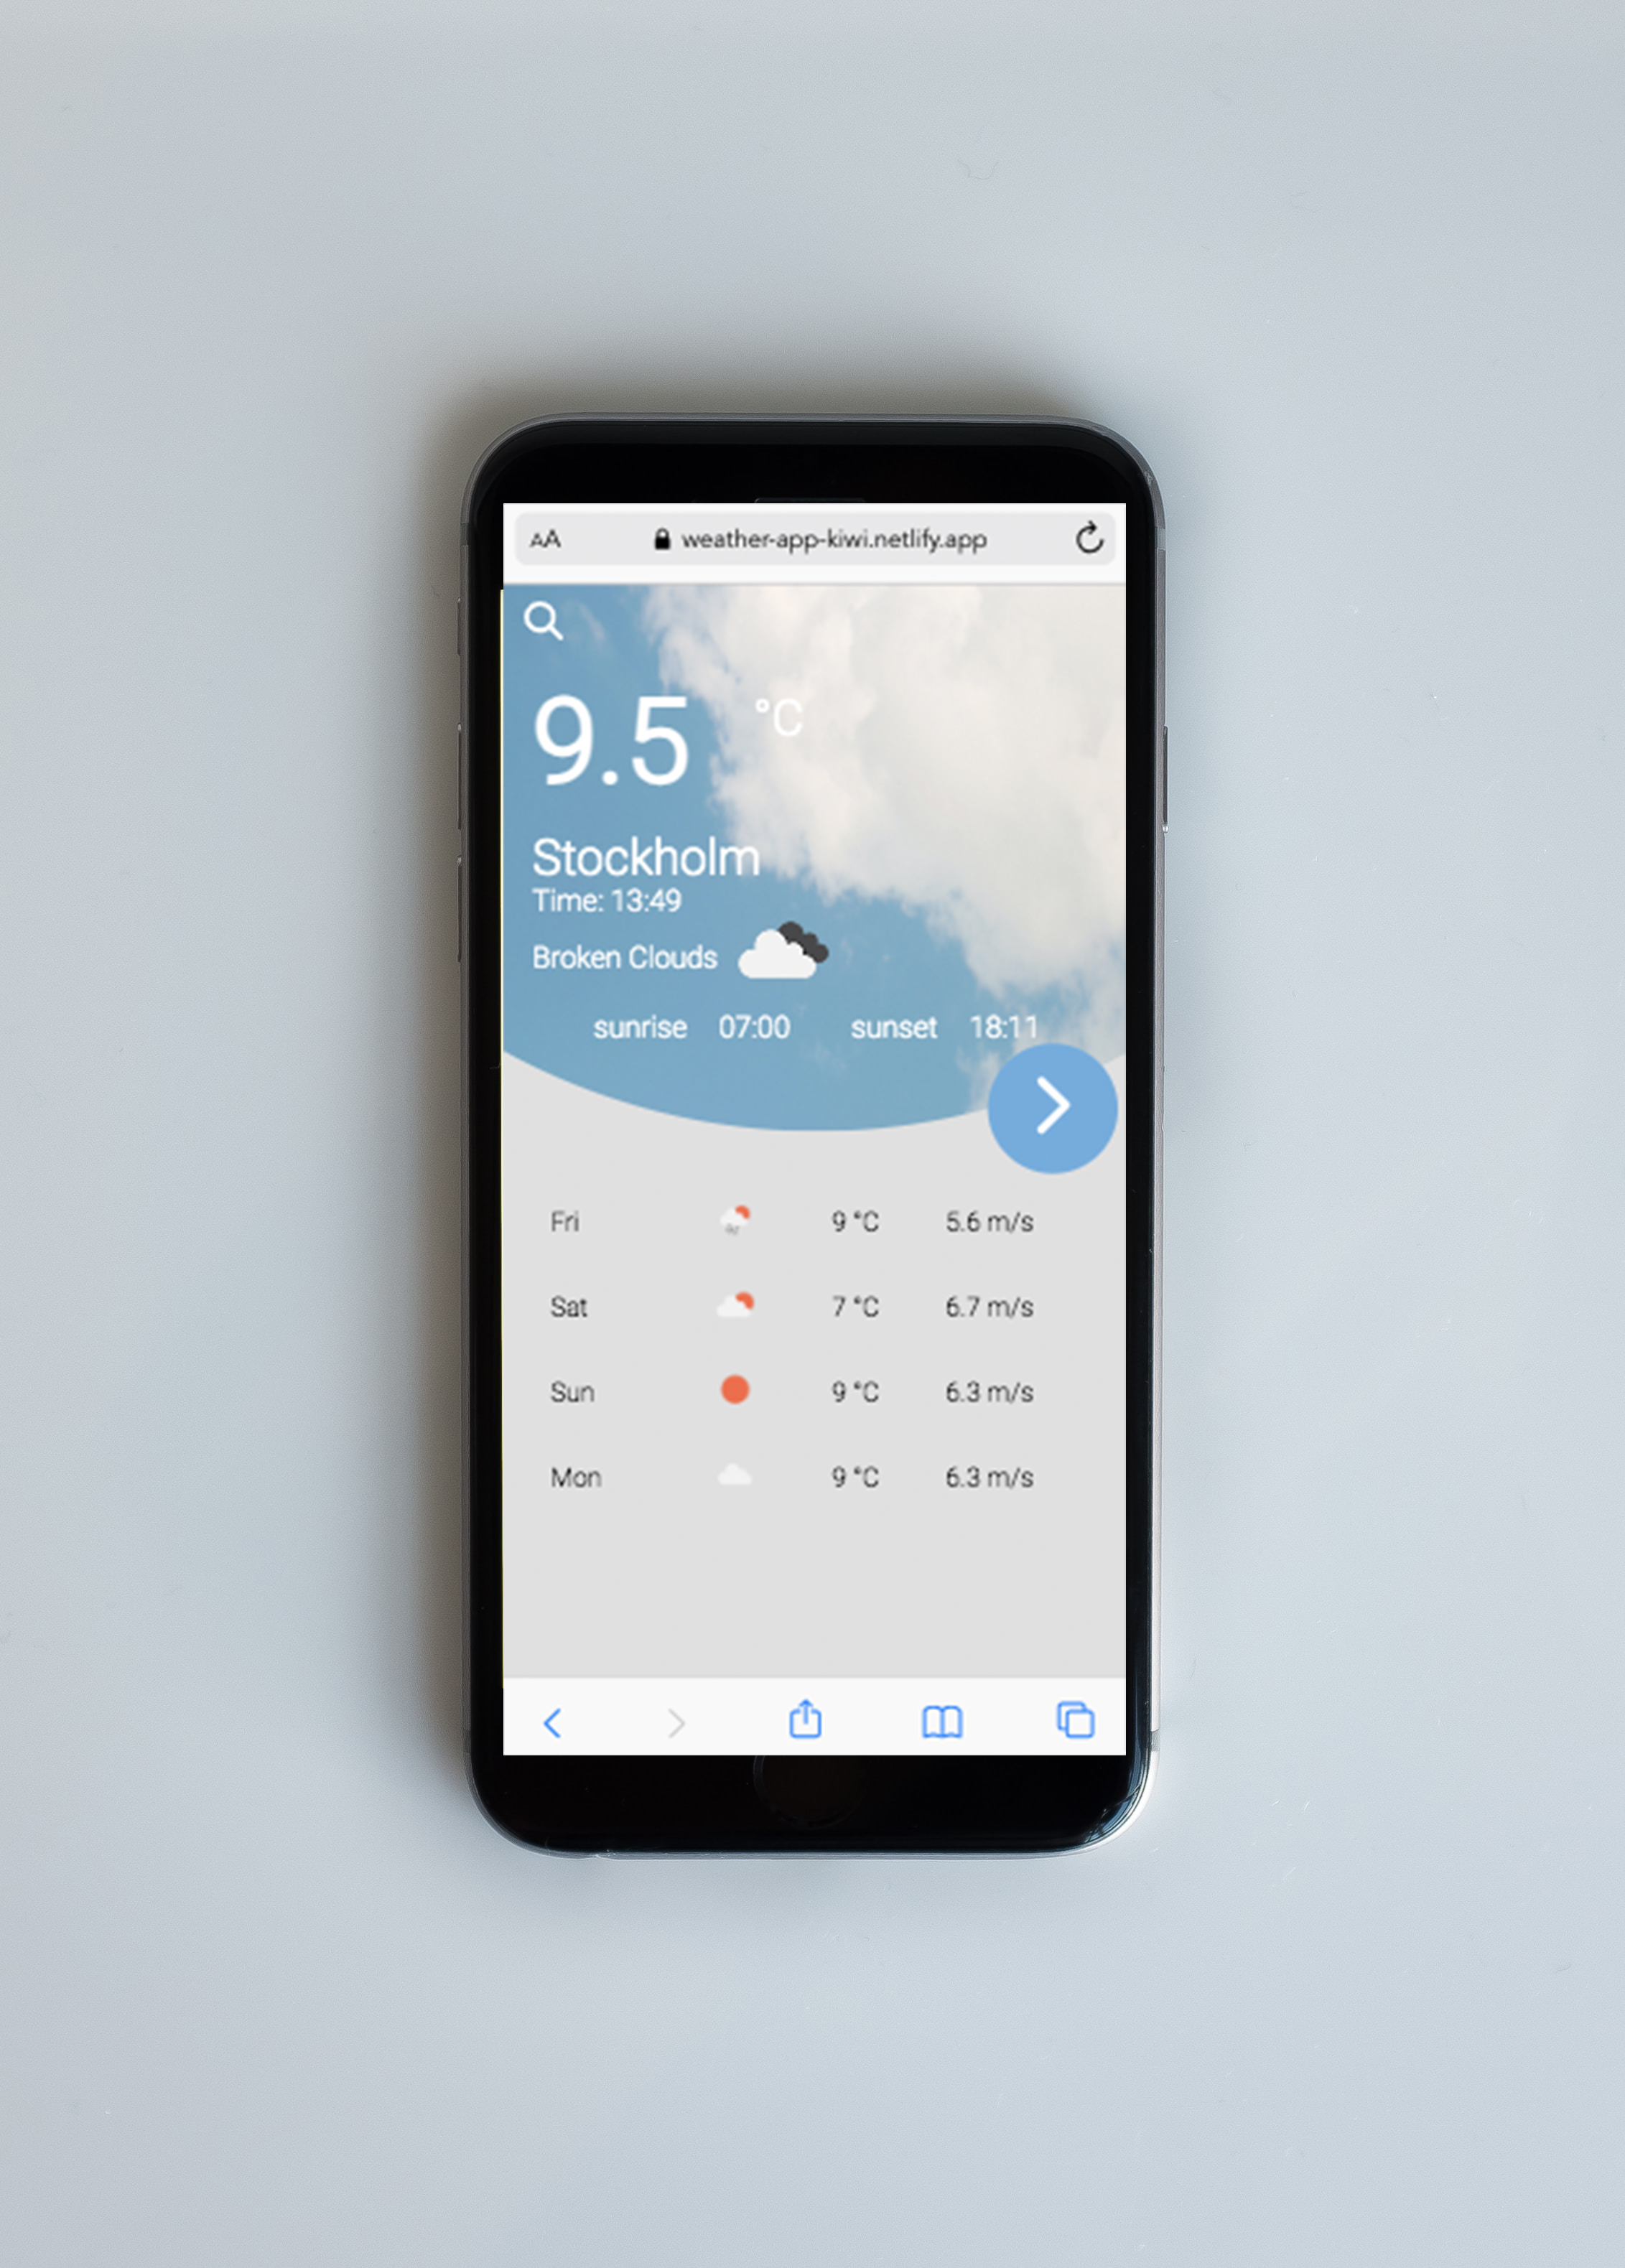 AA weather-app-kiwi.netlify.app
9.5 °C
Stockholm
Time: 13:49
Broken Clouds
sunrise 07:00 sunset 18:11
Fri 9 °C 5.6 m/s
Sat 7 °C 6.7 m/s
Sun 9 °C 6.3 m/s
Mon 9 °C 6.3 m/s